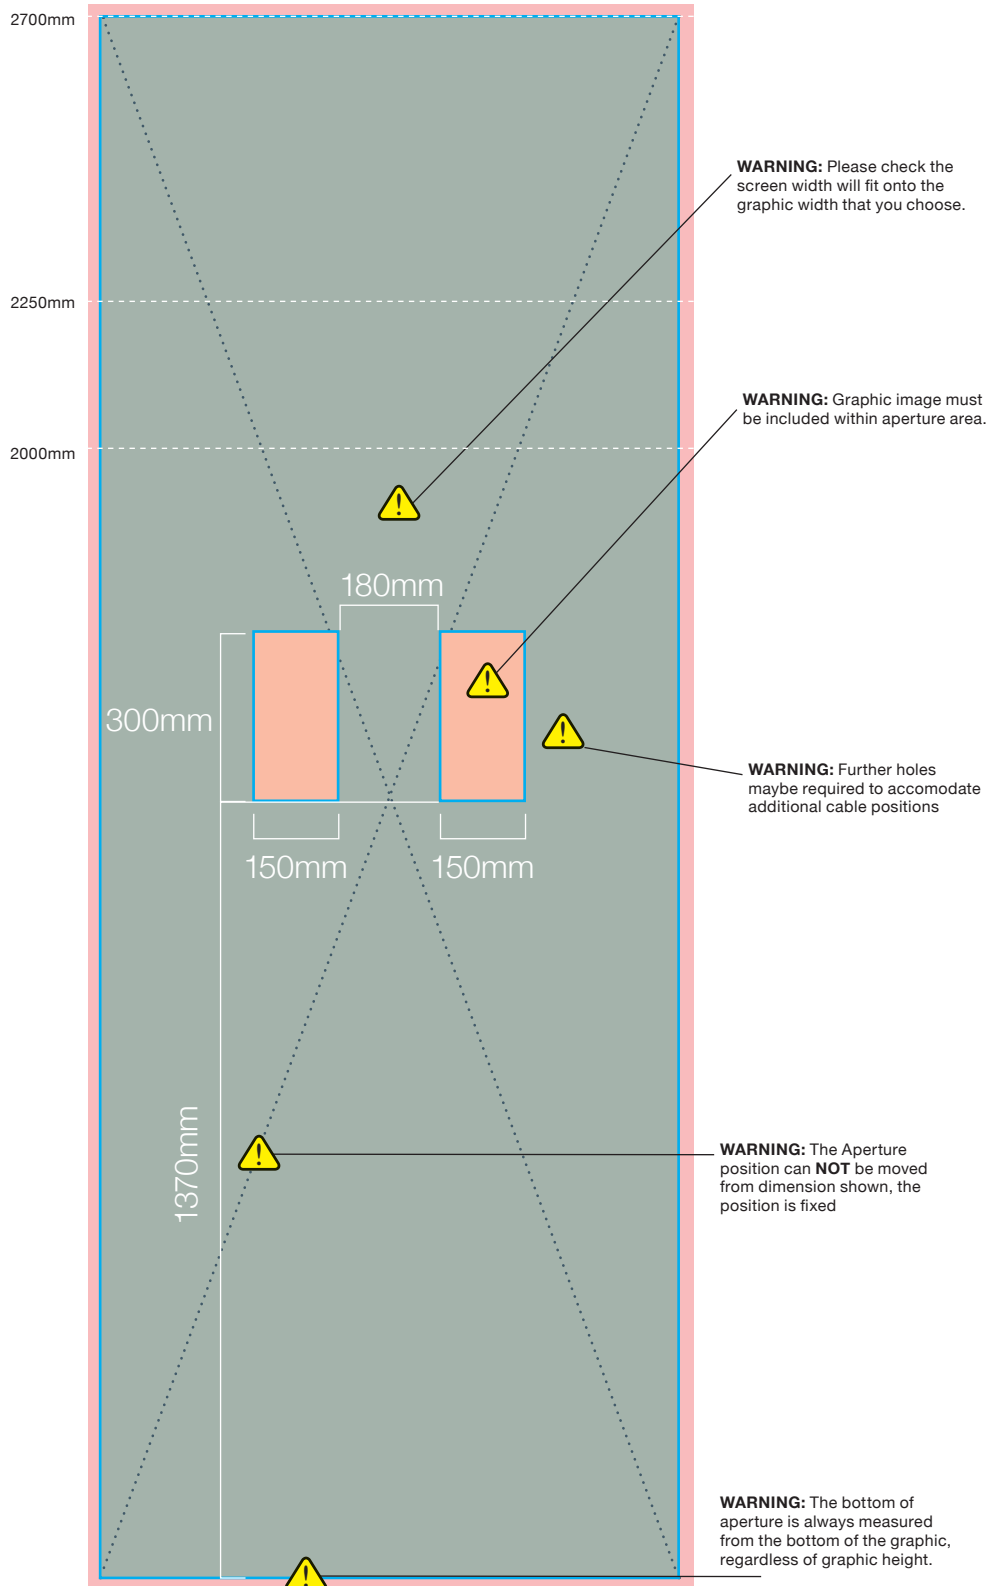 2700mm
WARNING: Please check the
screen width will fit onto the
graphic width that you choose.
2250mm
WARNING: Graphic image must
be included within aperture area.
2000mm
180mm
300mm
WARNING: Further holes
maybe required to accomodate
additional cable positions
150mm
150mm
1370mm
WARNING: The Aperture
position can NOT be moved
from dimension shown, the
position is fixed
WARNING: The bottom of
aperture is always measured
from the bottom of the graphic,
regardless of graphic height.